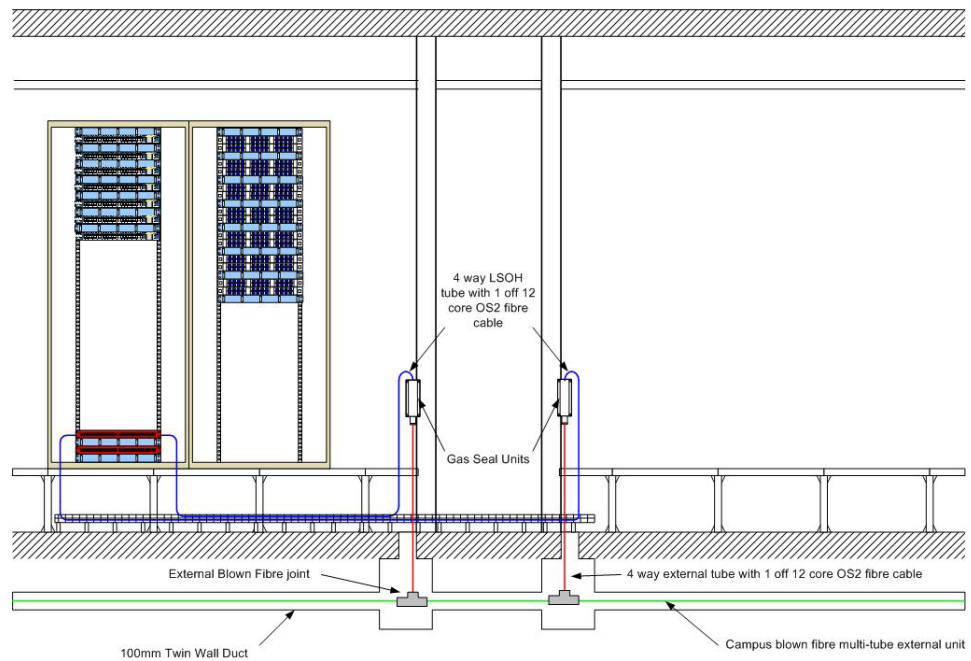 4 way LSOH
tube with 1 off 12
core OS2 fibre
cable
Gas Seal Units
External Blown Fibre joint
4 way external tube with 1 off 12 core OS2 fibre cable
100mm Twin Wall Duct
Campus blown fibre multi-tube external unit